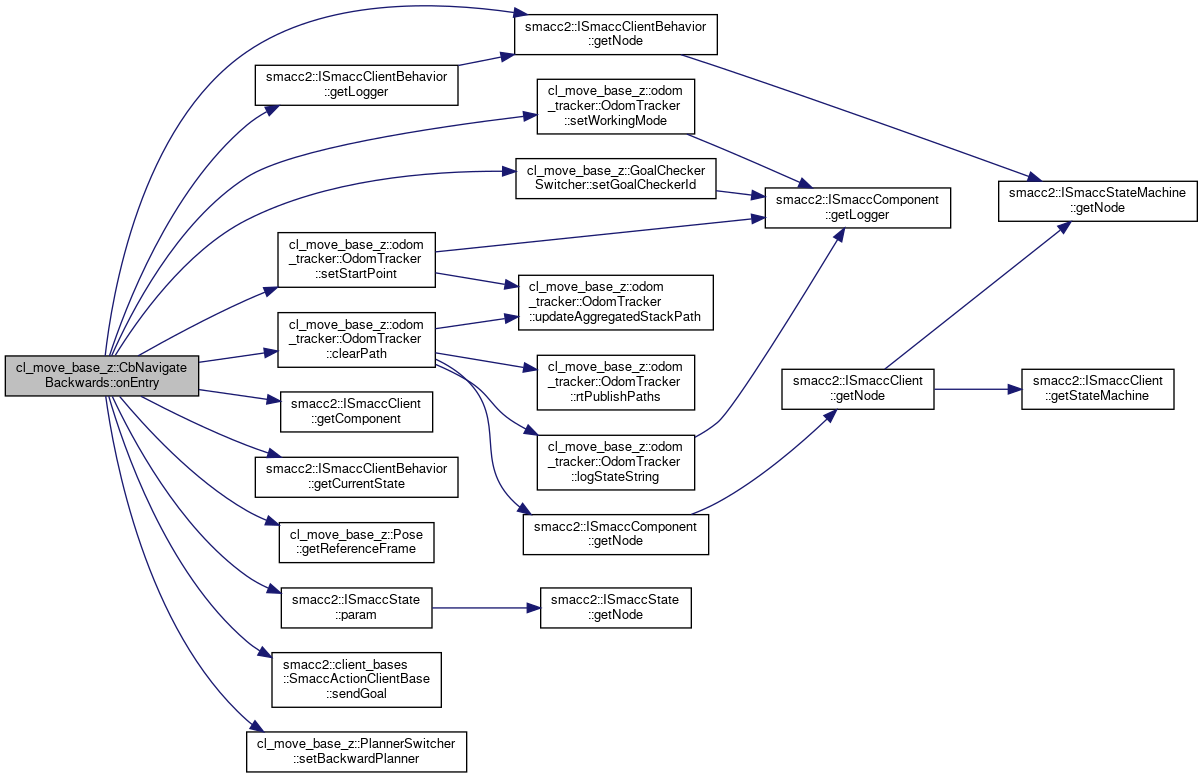 cl_move_base_z::CbNavigate
Backwards::onEntry
smacc2::ISmaccClientBehavior
::getNode
smacc2::ISmaccClientBehavior
::getLogger
cl_move_base_z::odom
_tracker::OdomTracker
::setWorkingMode
cl_move_base_z::GoalChecker
Switcher::setGoalCheckerId
cl_move_base_z::odom
_tracker::OdomTracker
::setStartPoint
cl_move_base_z::odom
_tracker::OdomTracker
::clearPath
smacc2::ISmaccClient
::getComponent
smacc2::ISmaccClientBehavior
::getCurrentState
cl_move_base_z::Pose
::getReferenceFrame
smacc2::ISmaccState
::param
smacc2::client_bases
::SmaccActionClientBase
::sendGoal
cl_move_base_z::PlannerSwitcher
::setBackwardPlanner
smacc2::ISmaccComponent
::getLogger
cl_move_base_z::odom
_tracker::OdomTracker
::updateAggregatedStackPath
cl_move_base_z::odom
_tracker::OdomTracker
::rtPublishPaths
cl_move_base_z::odom
_tracker::OdomTracker
::logStateString
smacc2::ISmaccComponent
::getNode
smacc2::ISmaccState
::getNode
smacc2::ISmaccClient
::getNode
smacc2::ISmaccStateMachine
::getNode
smacc2::ISmaccClient
::getStateMachine